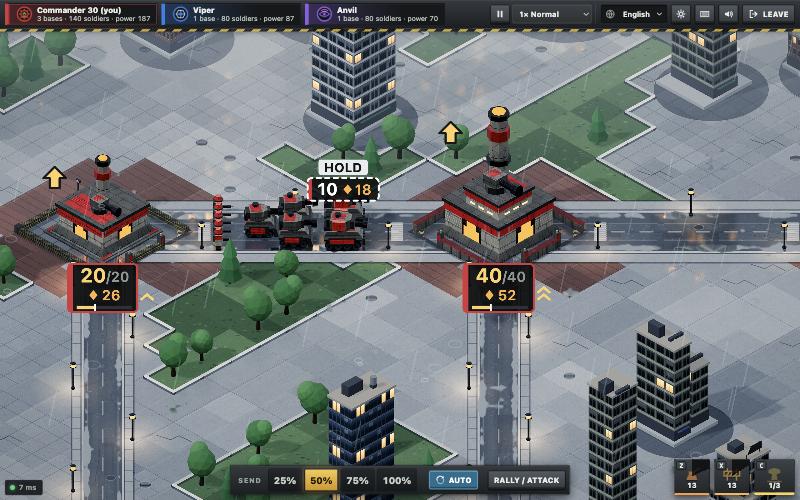 Commander 30 (you)
3 bases · 140 soldiers · power 187
Viper
1 base · 80 soldiers · power 87
Anvil
1 base · 80 soldiers · power 70
1× Normal
English
LEAVE
HOLD
10 ♦ 18
20/20
♦ 26
40/40
♦ 52
SEND
25%
50%
75%
100%
AUTO
RALLY / ATTACK
7 ms
Z
13
X
13
C
1/3